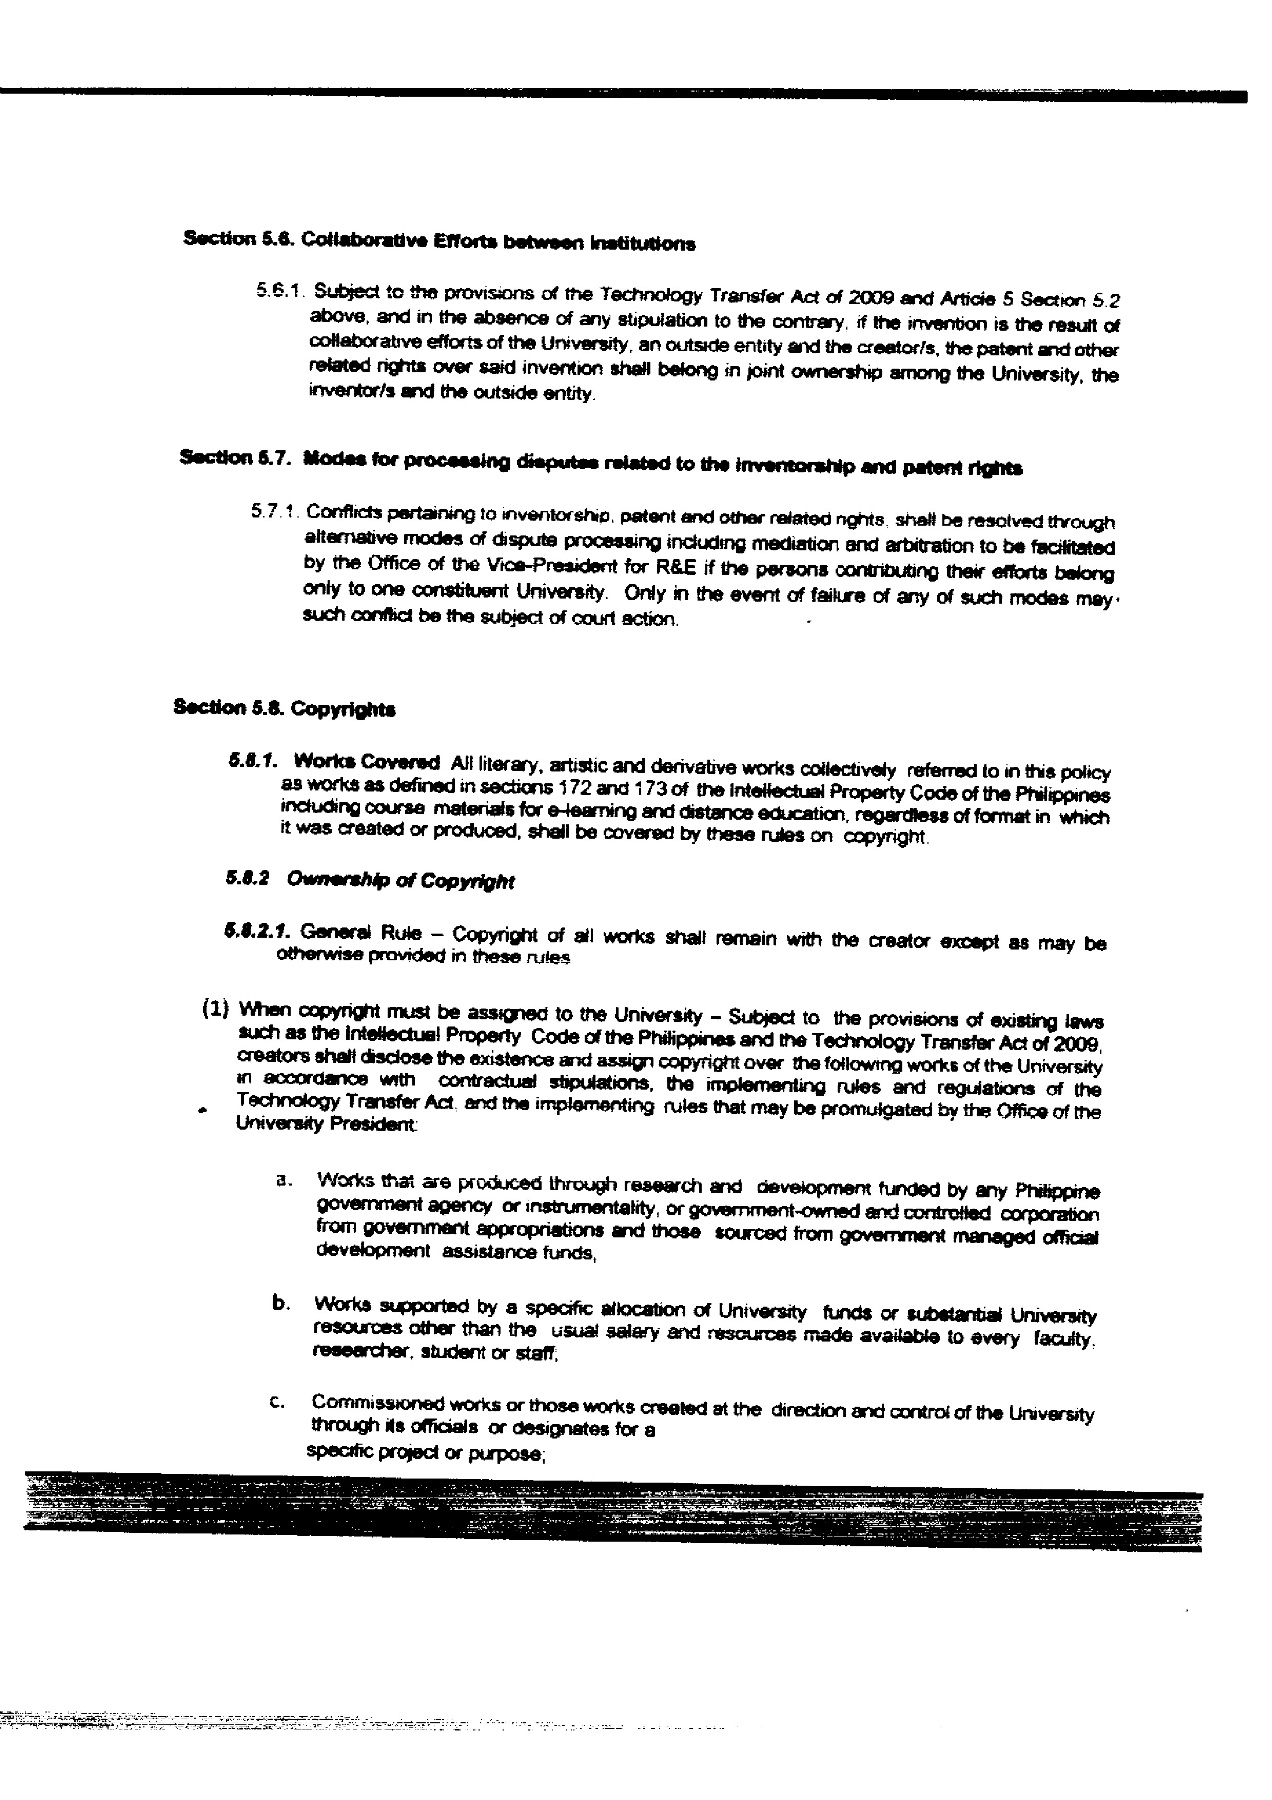 Section 5.6. Collaborative Efforts between Institutions
5.6.1. Subject to the provisions of the Technology Transfer Act of 2009 and Article 5 Section 5.2
above, and in the absence of any stipulation to the contrary, if the invention is the result of
collaborative efforts of the University, an outside entity and the creator/s, the patent and other
related rights over said invention shall belong in joint ownership among the University, the
inventor/s and the outside entity.
Section 5.7. Modes for processing disputes related to the inventorship and patent rights
5.7.1. Conflicts pertaining to inventorship, patent and other related rights, shall be resolved through
alternative modes of dispute processing including mediation and arbitration to be facilitated
by the Office of the Vice-President for R&E if the persons contributing their efforts belong
only to one constituent University. Only in the event of failure of any of such modes may
such conflict be the subject of court action.
Section 5.8. Copyrights
5.8.1. Works Covered All literary, artistic and derivative works collectively referred to in this policy
as works as defined in sections 172 and 173 of the Intellectual Property Code of the Philippines
including course materials for e-learning and distance education, regardless of format in which
it was created or produced, shall be covered by these rules on copyright.
5.8.2 Ownership of Copyright
5.8.2.1. General Rule – Copyright of all works shall remain with the creator except as may be
otherwise provided in these rules
(1) When copyright must be assigned to the University – Subject to the provisions of existing laws
such as the Intellectual Property Code of the Philippines and the Technology Transfer Act of 2009,
creators shall disclose the existence and assign copyright over the following works of the University
in accordance with contractual stipulations, the implementing rules and regulations of the
Technology Transfer Act, and the implementing rules that may be promulgated by the Office of the
University President:
a. Works that are produced through research and development funded by any Philippine
government agency or instrumentality, or government-owned and controlled corporation
from government appropriations and those sourced from government managed official
development assistance funds,
b. Works supported by a specific allocation of University funds or substantial University
resources other than the usual salary and resources made available to every faculty,
researcher, student or staff;
c. Commissioned works or those works created at the direction and control of the University
through its officials or designates for a
specific project or purpose;